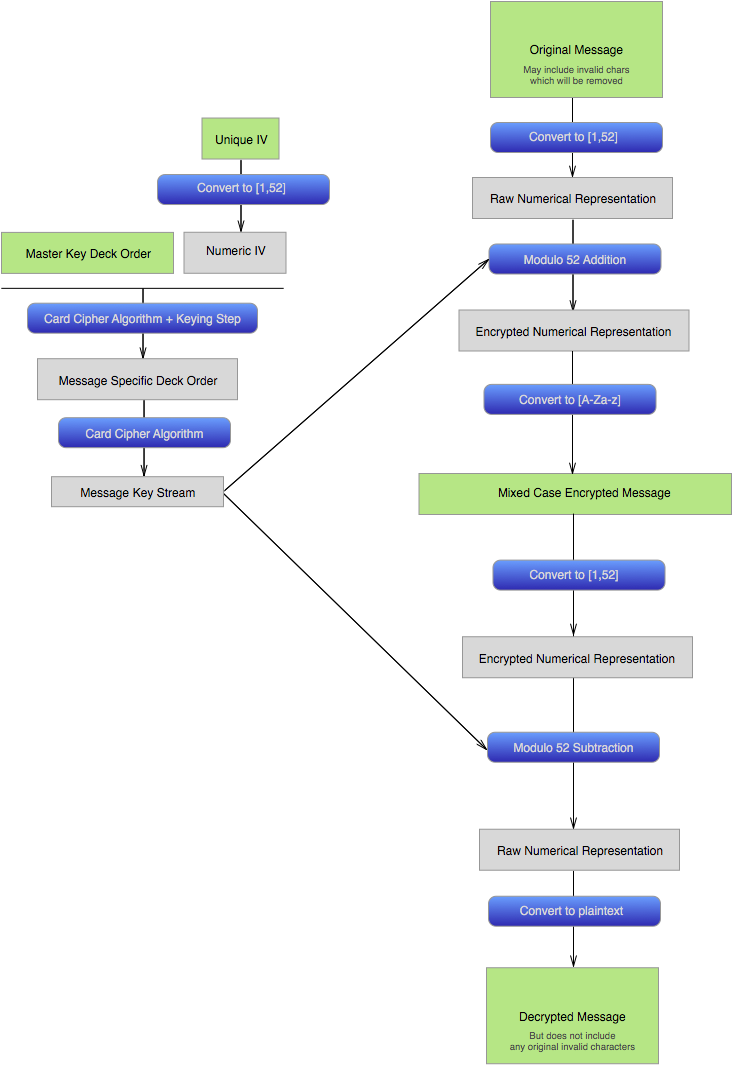 Original Message
May include invalid chars
which will be removed
Convert to [1,52]
Raw Numerical Representation
Modulo 52 Addition
Encrypted Numerical Representation
Convert to [A-Za-z]
Mixed Case Encrypted Message
Convert to [1,52]
Encrypted Numerical Representation
Modulo 52 Subtraction
Raw Numerical Representation
Convert to plaintext
Decrypted Message
But does not include
any original invalid characters
Unique IV
Convert to [1,52]
Master Key Deck Order
Numeric IV
Card Cipher Algorithm + Keying Step
Message Specific Deck Order
Card Cipher Algorithm
Message Key Stream